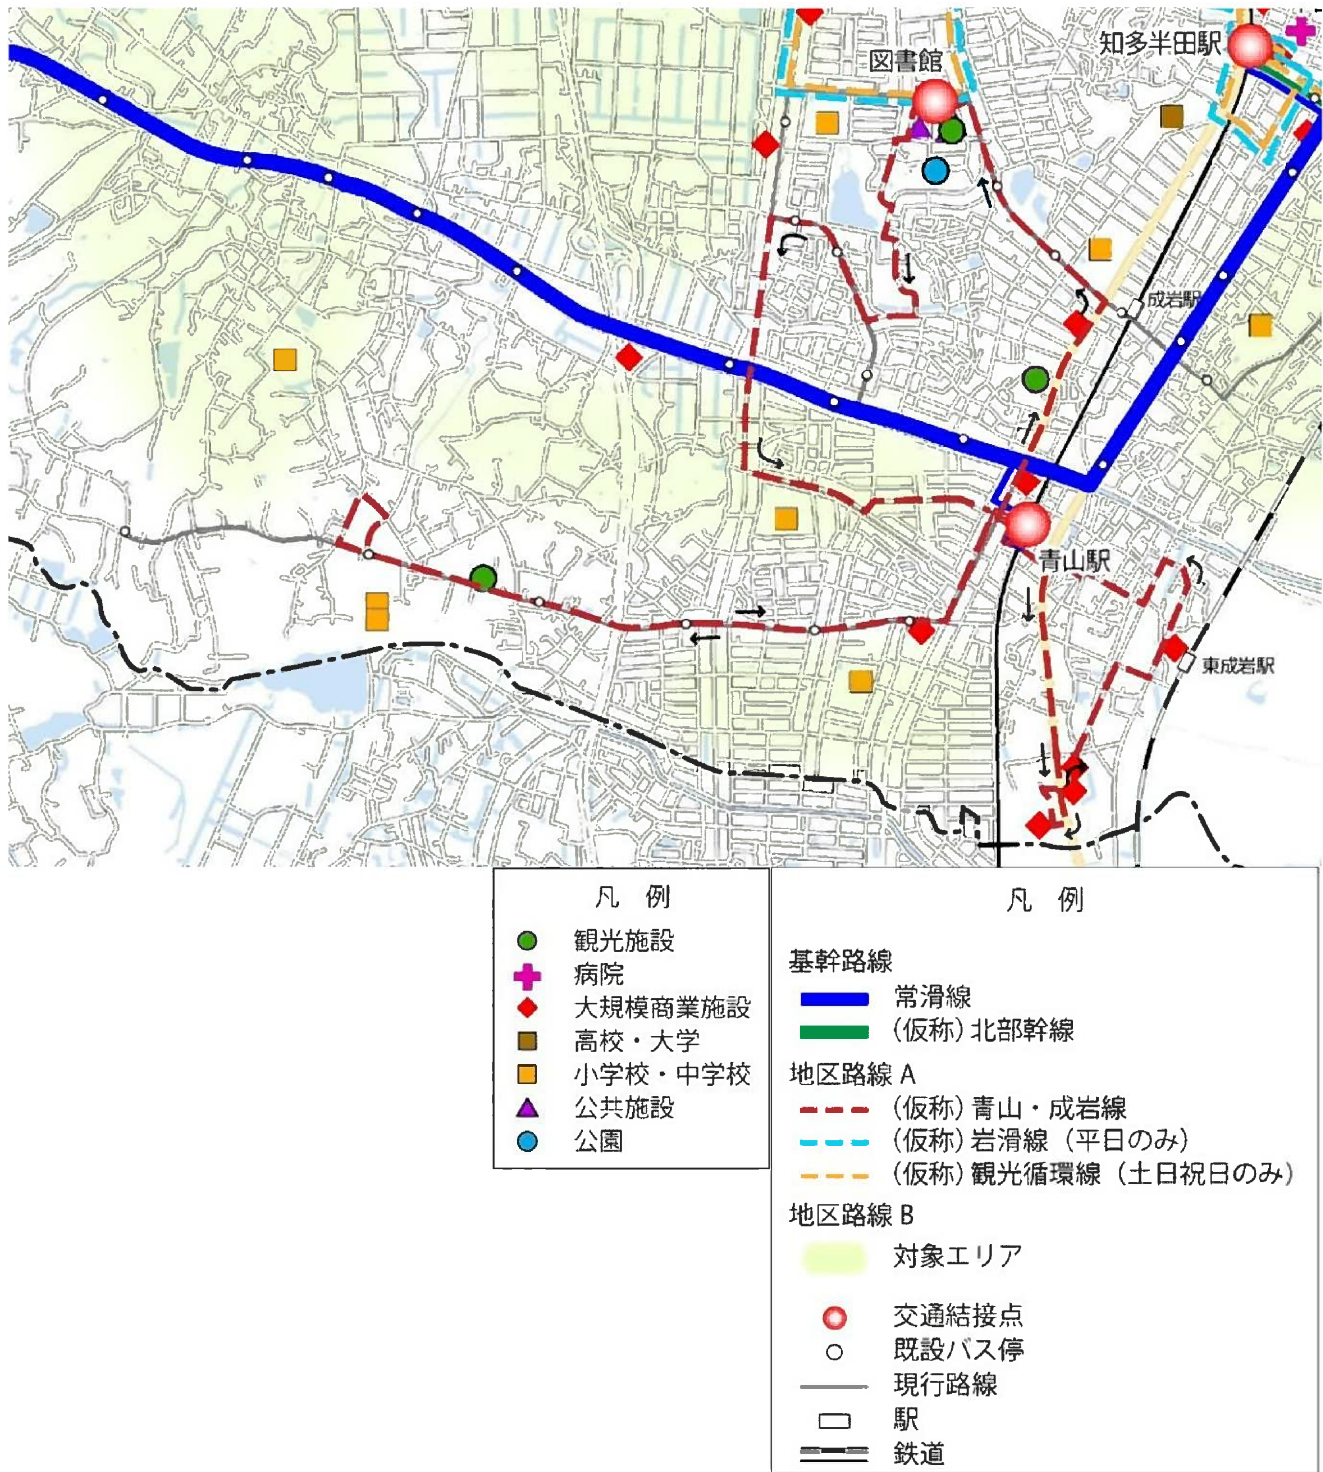 知多半田駅
図書館
成岩駅
青山駅
東成岩駅
凡 例
観光施設
病院
大規模商業施設
高校・大学
小学校・中学校
公共施設
公園
凡 例
基幹路線
常滑線
(仮称) 北部幹線
地区路線 A
(仮称) 青山・成岩線
(仮称) 岩滑線 (平日のみ)
(仮称) 観光循環線 (土日祝日のみ)
地区路線 B
対象エリア
交通結接点
既設バス停
現行路線
駅
鉄道